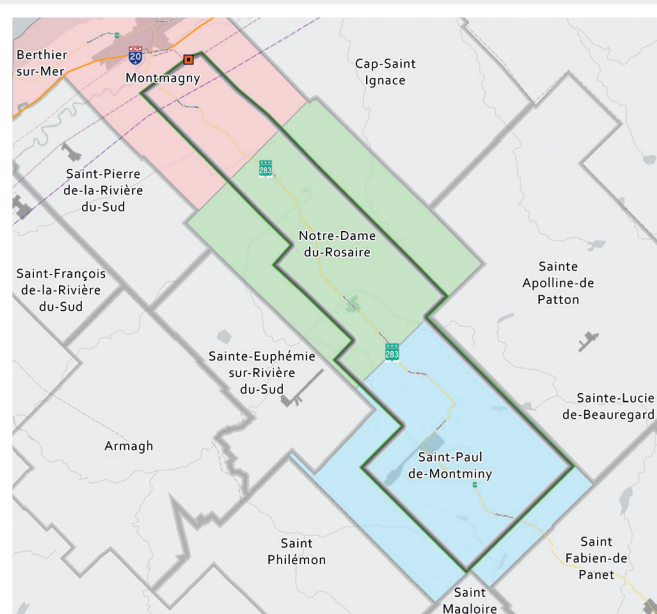 Berthier
sur-Mer
20
Montmagny
Cap-Saint
Ignace
283
Saint-Pierre
de-la-Rivière
du-Sud
Notre-Dame
du-Rosaire
Saint-François
de-la-Rivière
du-Sud
Sainte
Apolline-de
Patton
283
Sainte-Euphémie
sur-Rivière
du-Sud
Sainte-Lucie
de-Beauregard
Armagh
Saint-Paul
de-Montminy
Saint
Philémon
Saint
Fabien-de
Panet
Saint
Magloire